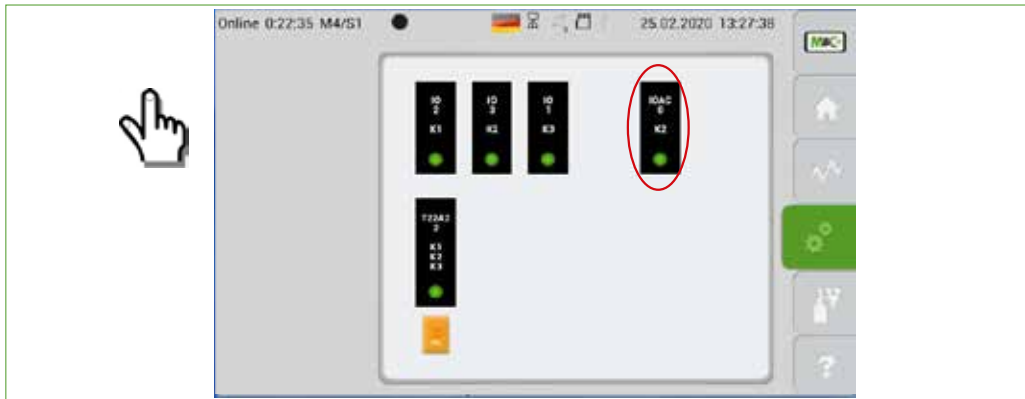 Online 0:22:35 M4/S1 25.02.2020 13:27:38
IO
2
K1
IO
3
K2
IO
1
K3
IOAC
0
K2
T22A2
2
K1
K2
K3
?